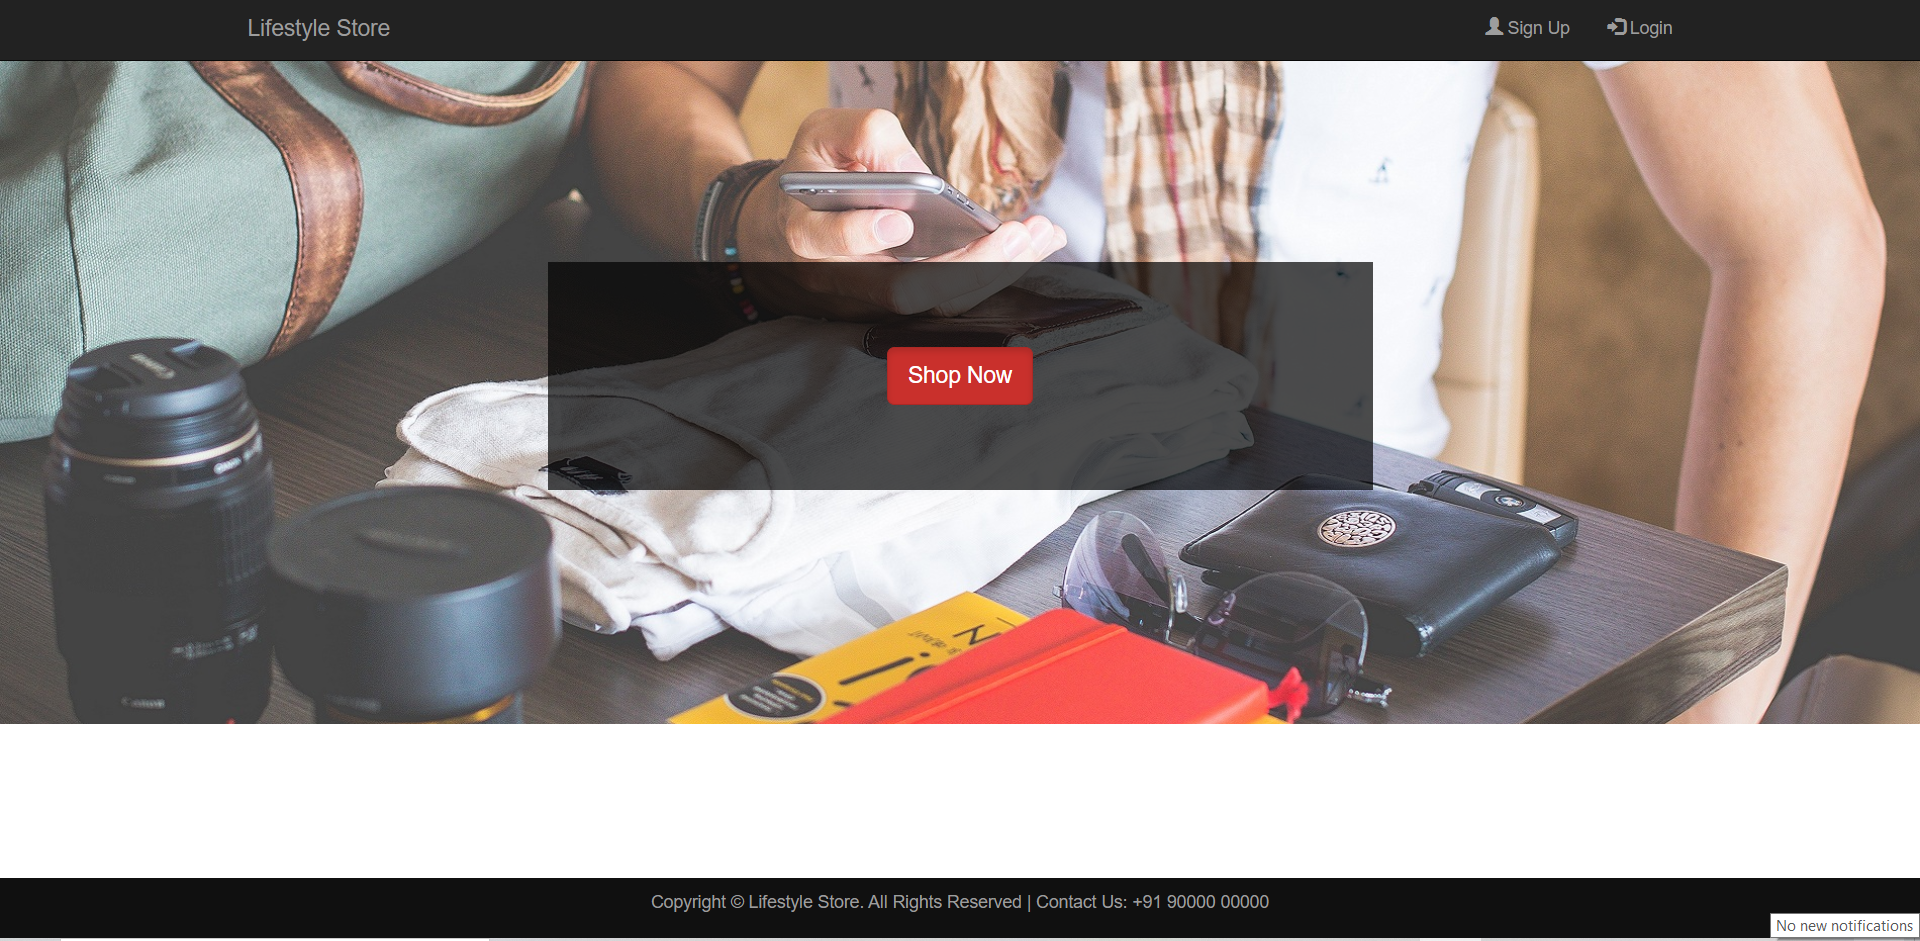 Lifestyle Store
Sign Up
Login
Shop Now
Canon
Copyright © Lifestyle Store. All Rights Reserved | Contact Us: +91 90000 00000
No new notifications